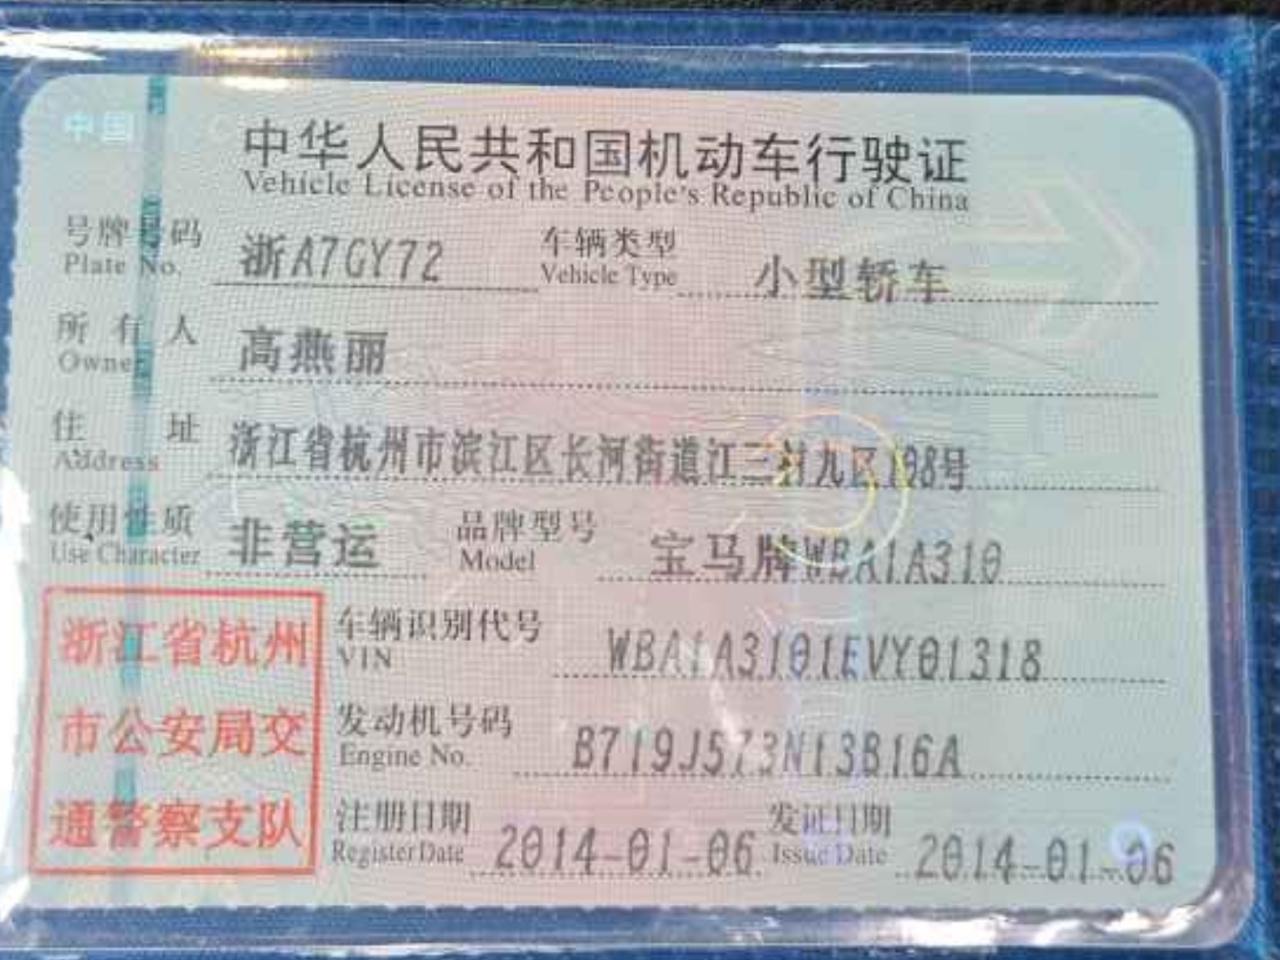 中国
中华人民共和国机动车行驶证
Vehicle License of the People's Republic of China
号牌号码 浙A7GY72 车辆类型 小型轿车
Plate No. Vehicle Type
所有人 高燕丽
Owner
住址 浙江省杭州市滨江区长河街道江三村九区198号
Address
使用性质 非营运 品牌型号 宝马牌WBA1A310
Use Character Model
浙江省杭州
市公安局交
通警察支队
车辆识别代号 WBA1A3101EVY01318
VIN
发动机号码 B719J573N13B16A
Engine No.
注册日期 2014-01-06 发证日期 2014-01-06
Register Date Issue Date